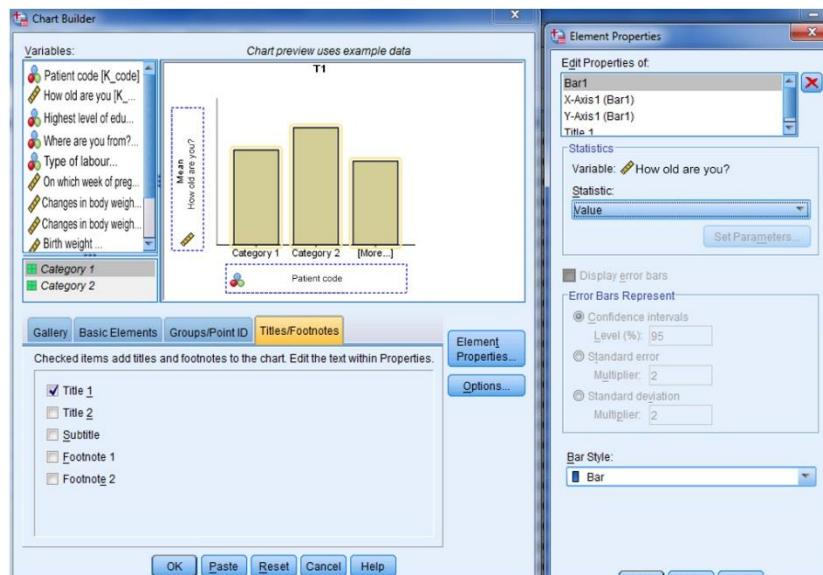 Chart Builder
Variables:
Patient code [K_code]
How old are you [K_...
Highest level of edu...
Where are you from?...
Type of labour...
On which week of preg...
Changes in body weigh...
Changes in body weigh...
Birth weight ...
Category 1
Category 2
Chart preview uses example data
T1
Mean
How old are you?
Category 1 Category 2 [More...]
Patient code
Gallery Basic Elements Groups/Point ID Titles/Footnotes
Checked items add titles and footnotes to the chart. Edit the text within Properties.
Title 1
Title 2
Subtitle
Footnote 1
Footnote 2
Element
Properties...
Options...
OK Paste Reset Cancel Help
Element Properties
Edit Properties of:
Bar1
X-Axis1 (Bar1)
Y-Axis1 (Bar1)
Title 1
Statistics
Variable: How old are you?
Statistic:
Value
Set Parameters...
Display error bars
Error Bars Represent
Confidence intervals
Level (%): 95
Standard error
Multiplier: 2
Standard deviation
Multiplier: 2
Bar Style:
Bar